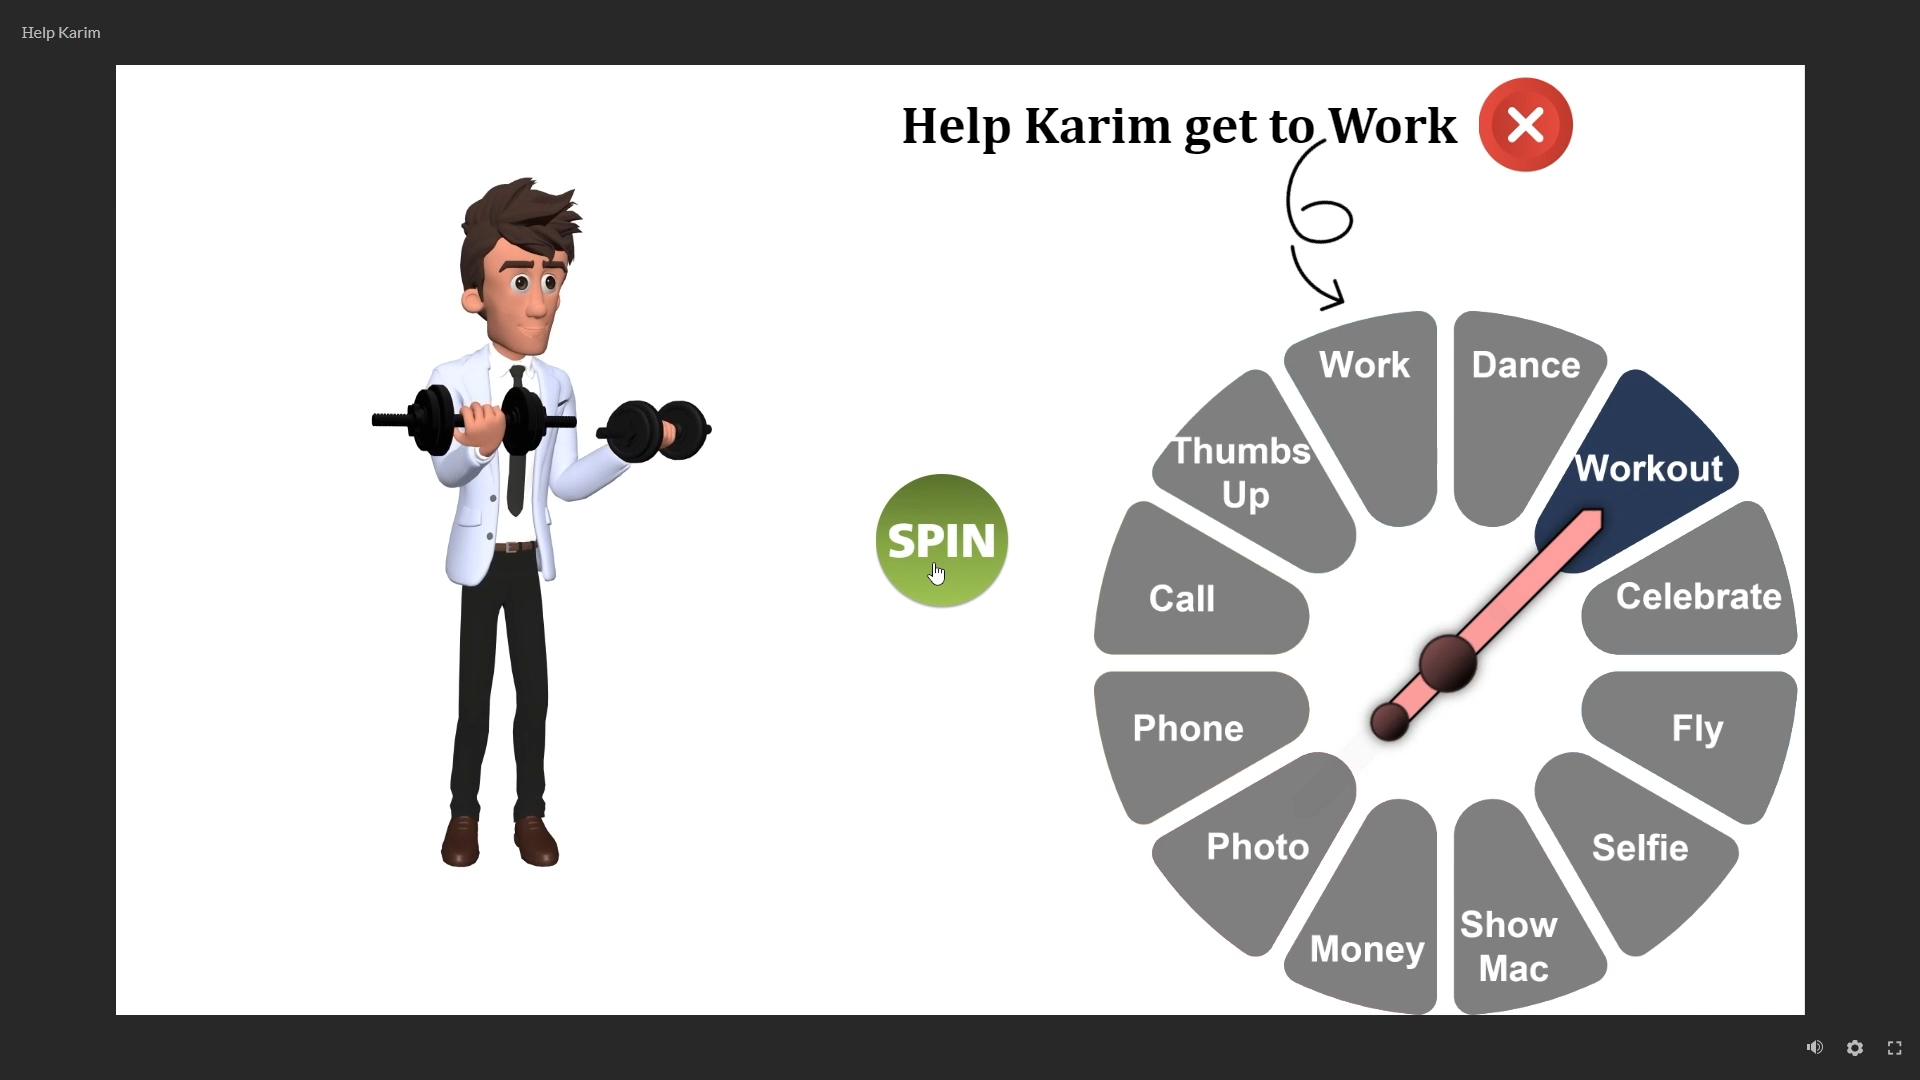 Help Karim
Help Karim get to Work
Work
Dance
Thumbs
Up
Workout
SPIN
Call
Celebrate
Phone
Fly
Photo
Selfie
Money
Show
Mac